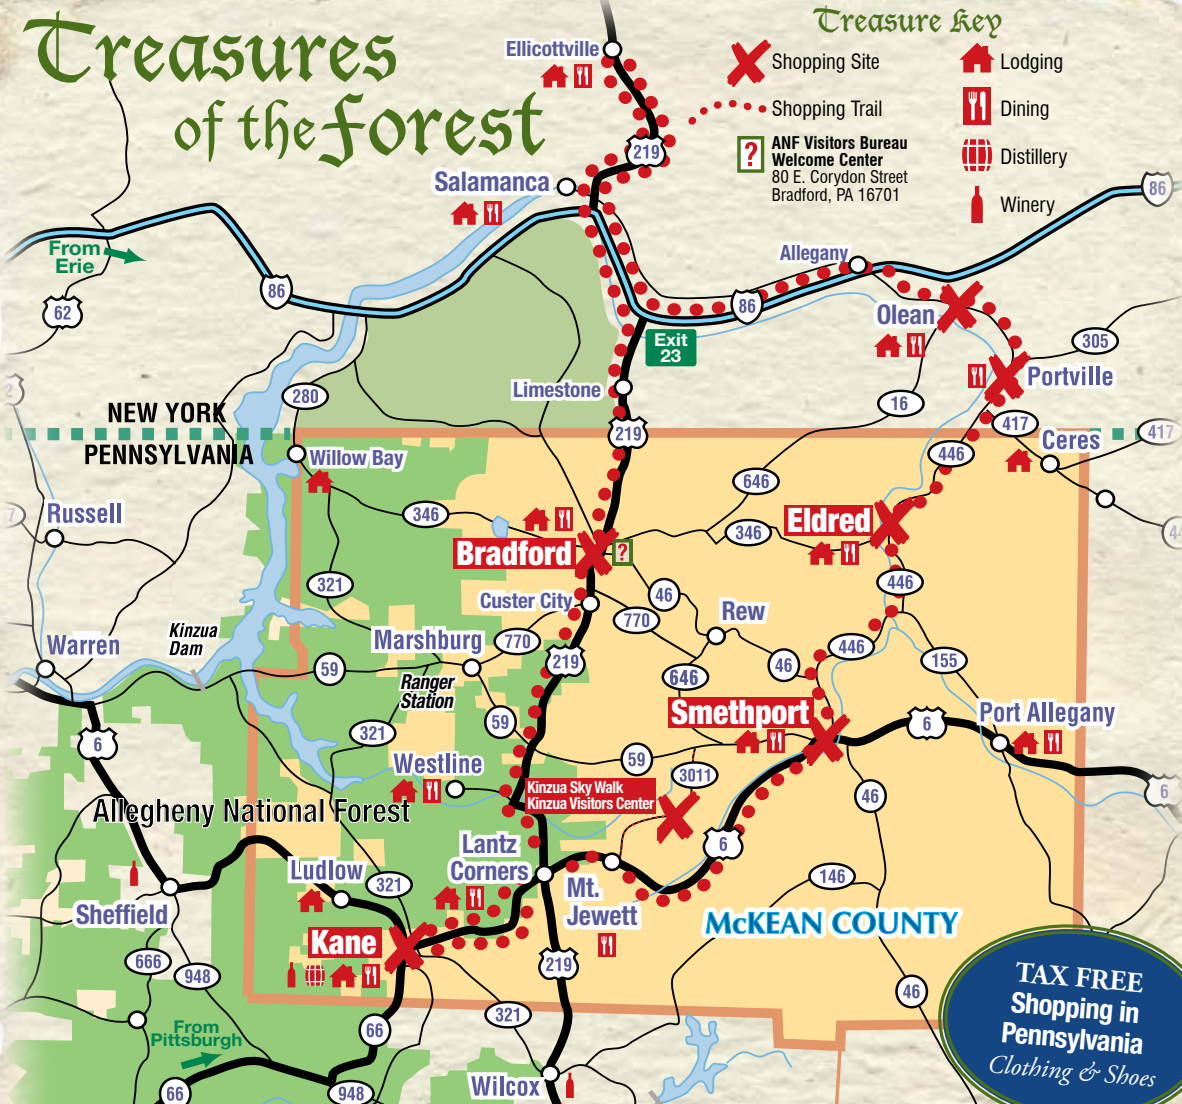 Treasures
of the Forest
Treasure Key
Shopping Site
Shopping Trail
?
ANF Visitors Bureau
Welcome Center
80 E. Corydon Street
Bradford, PA 16701
Lodging
Dining
Distillery
Winery
Ellicottville
219
Salamanca
86
From
Erie
86
62
Allegany
86
Olean
Exit
23
305
Portville
Limestone
280
16
NEW YORK
PENNSYLVANIA
219
417
Ceres
417
446
Willow Bay
646
Russell
346
Eldred
346
Bradford
?
321
446
46
Custer City
770
Rew
Kinzua
Dam
Warren
Marshburg
770
219
46
446
155
59
Ranger
Station
646
59
321
Smethport
6
Port Allegany
6
59
3011
Westline
Kinzua Sky Walk
Kinzua Visitors Center
46
6
Allegheny National Forest
6
Lantz
Corners
Ludlow
321
Mt.
Jewett
146
Sheffield
McKEAN COUNTY
Kane
666
948
219
46
TAX FREE
Shopping in
Pennsylvania
Clothing & Shoes
321
From
Pittsburgh
66
Wilcox
66
948